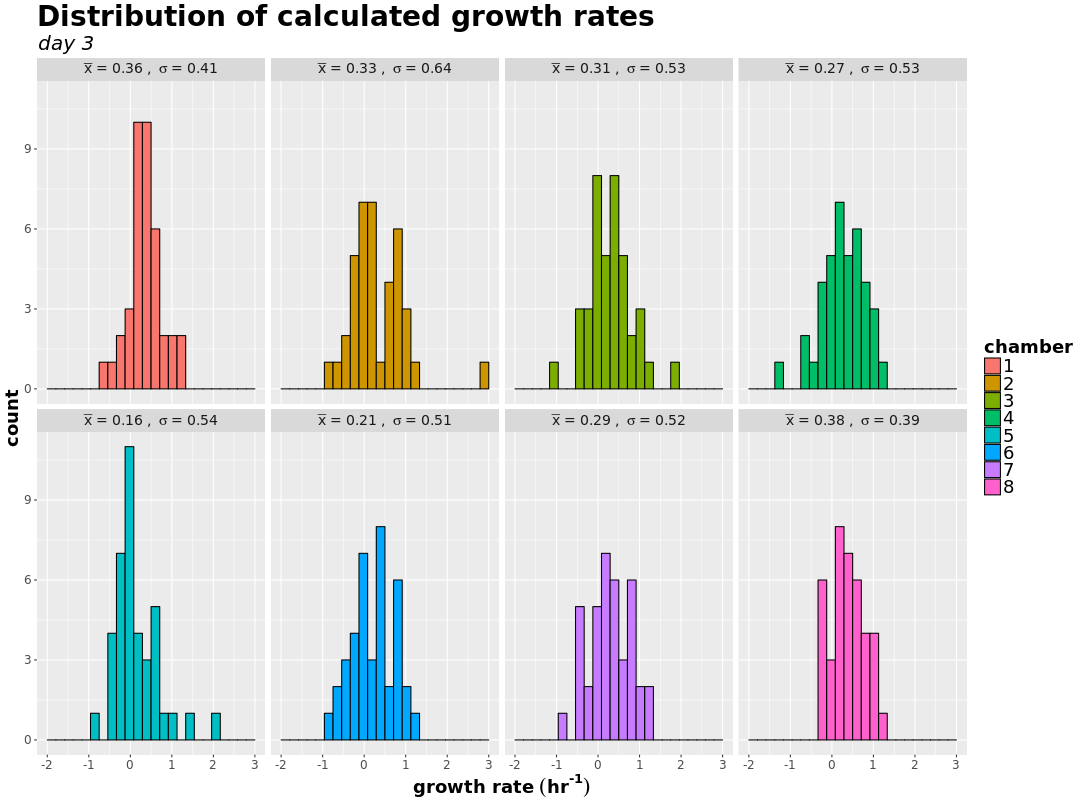 Distribution of calculated growth rates
day 3
x̅ = 0.36 , σ = 0.41
x̅ = 0.33 , σ = 0.64
x̅ = 0.31 , σ = 0.53
x̅ = 0.27 , σ = 0.53
9
6
3
0
x̅ = 0.16 , σ = 0.54
x̅ = 0.21 , σ = 0.51
x̅ = 0.29 , σ = 0.52
x̅ = 0.38 , σ = 0.39
9
6
3
0
-2 -1 0 1 2 3
-2 -1 0 1 2 3
-2 -1 0 1 2 3
-2 -1 0 1 2 3
count
growth rate (hr⁻¹)
chamber
1
2
3
4
5
6
7
8